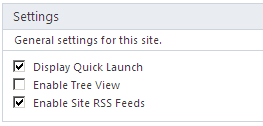 Settings
General settings for this site.
Display Quick Launch
Enable Tree View
Enable Site RSS Feeds